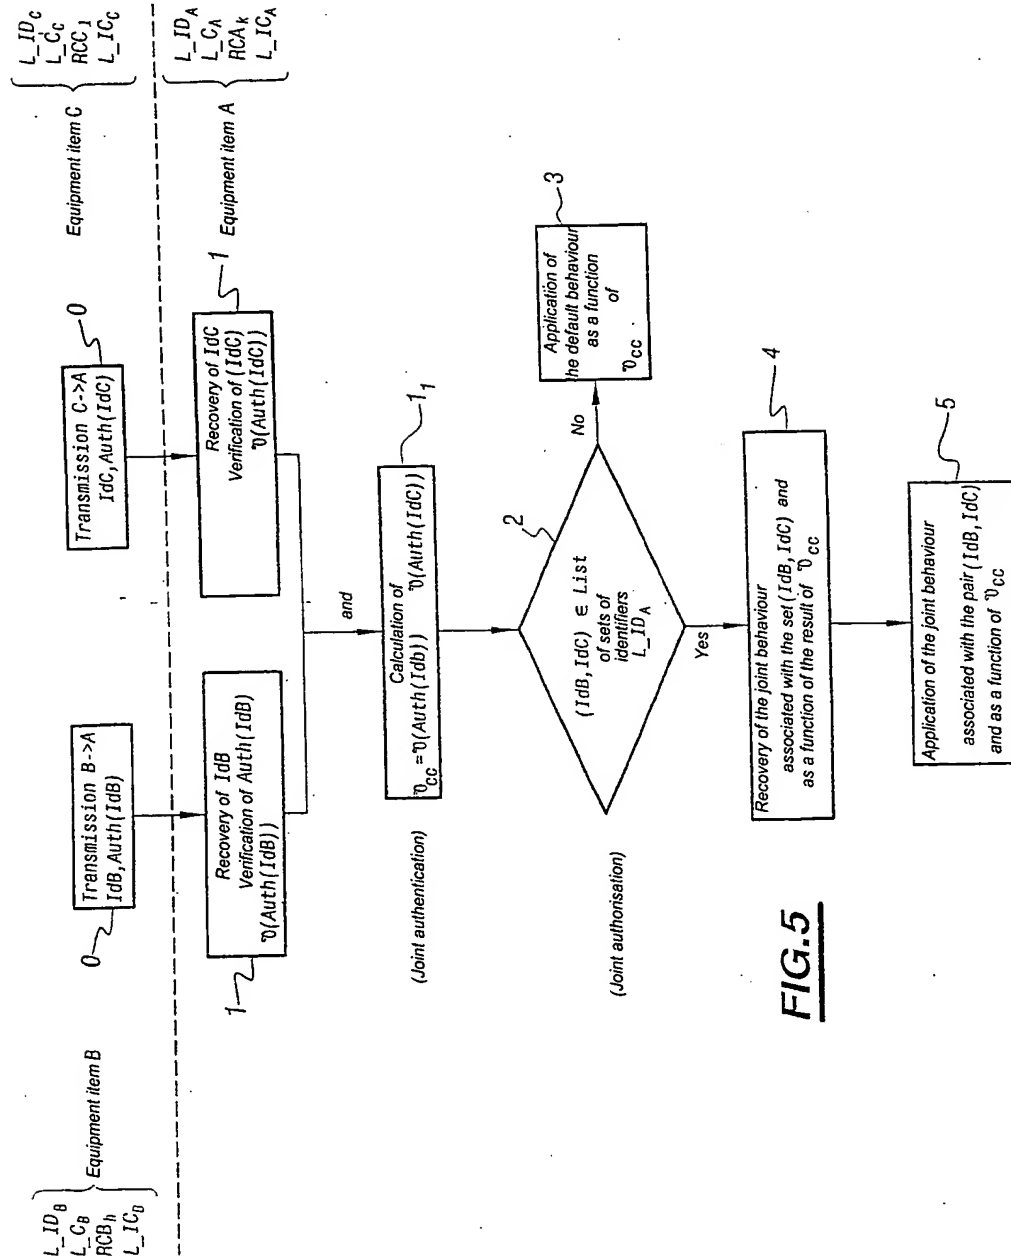 L_ID_B
L_C_B
RCB_h
L_IC_D
Equipment item B
Equipment item C
L_ID_C
L_C_C
RCC_l
L_IC_C
0
Transmission B->A
IdB,Auth(IdB)
Transmission C->A
IdC,Auth(IdC)
0
Equipment item A
L_ID_A
L_C_A
RCA_k
L_IC_A
1
Recovery of IdB
Verification of Auth(IdB)
υ(Auth(IdB))
Recovery of IdC
Verification of (IdC)
υ(Auth(IdC))
1
and
(Joint authentication)
Calculation of
υ_CC =υ(Auth(Idb)) υ(Auth(IdC))
1_1
(Joint authorisation)
2
(IdB,IdC) ∈ List
of sets of
identifiers
L_ID_A
No
Application of
the default behaviour
as a function
of
υ_CC
3
Yes
Recovery of the joint behaviour
associated with the set (IdB,IdC) and
as a function of the result of υ_CC
4
Application of the joint behaviour
associated with the pair (IdB,IdC)
and as a function of υ_CC
5
FIG.5